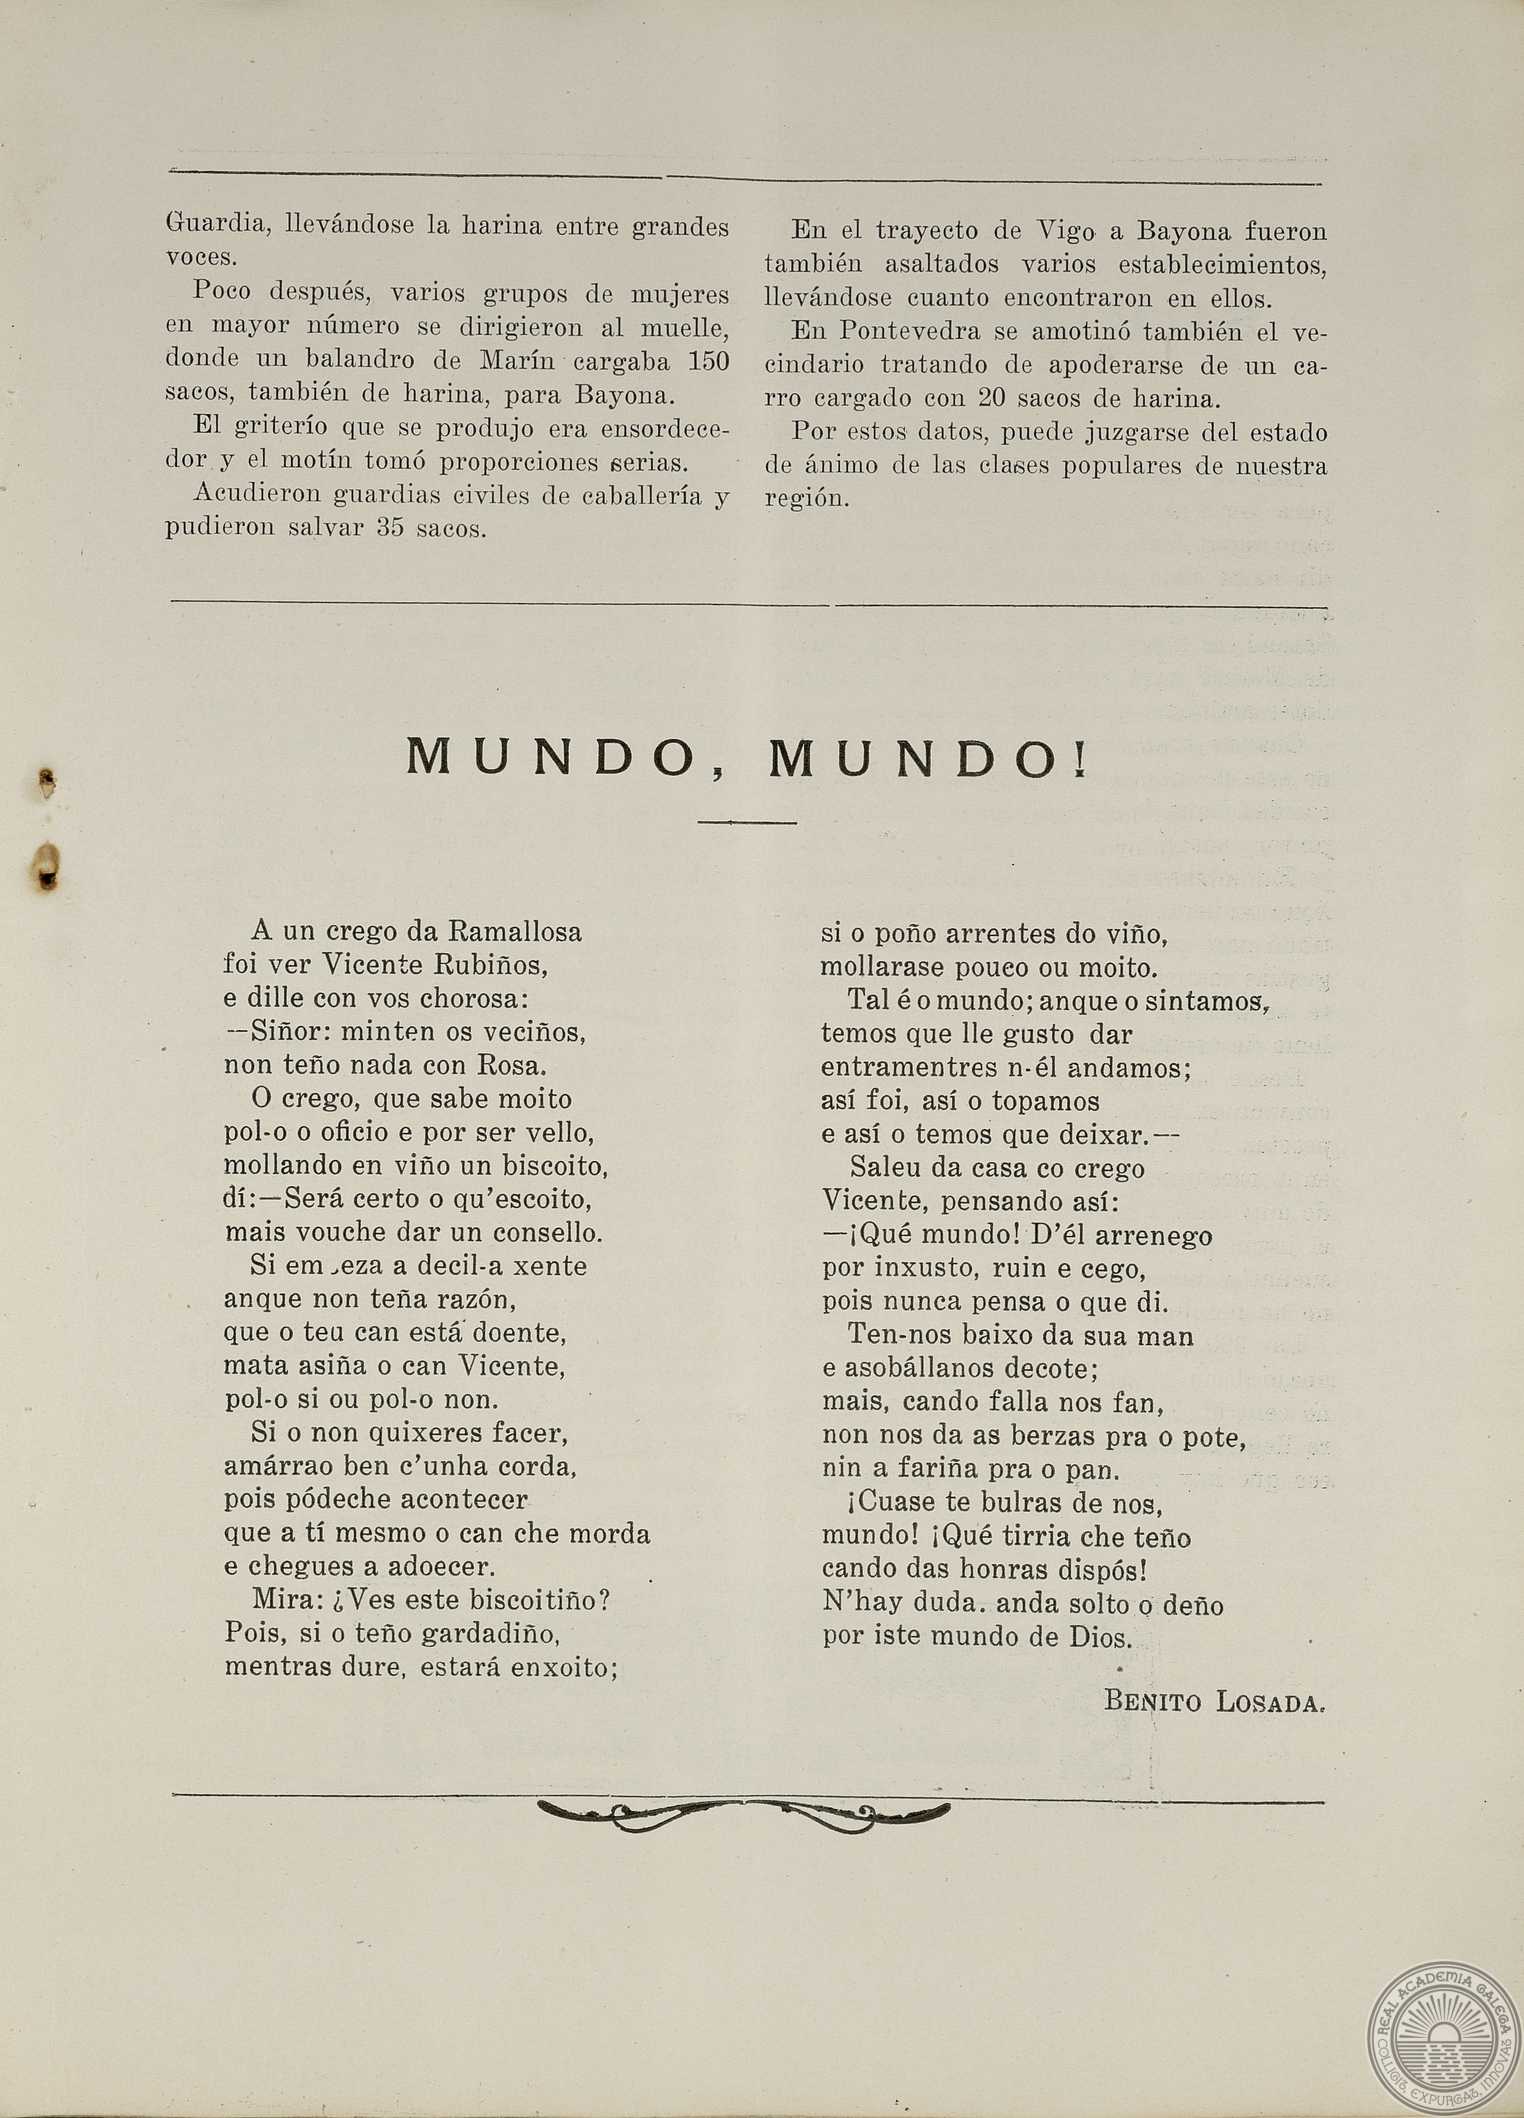 Guardia, llevándose la harina entre grandes
voces.
Poco después, varios grupos de mujeres
en mayor número se dirigieron al muelle,
donde un balandro de Marín cargaba 150
sacos, también de harina, para Bayona.
El griterío que se produjo era ensordece-
dor y el motín tomó proporciones serias.
Acudieron guardias civiles de caballería y
pudieron salvar 35 sacos.
En el trayecto de Vigo a Bayona fueron
también asaltados varios establecimientos,
llevándose cuanto encontraron en ellos.
En Pontevedra se amotinó también el ve-
cindario tratando de apoderarse de un ca-
rro cargado con 20 sacos de harina.
Por estos datos, puede juzgarse del estado
de ánimo de las clases populares de nuestra
región.
MUNDO, MUNDO!
A un crego da Ramallosa
foi ver Vicente Rubiños,
e dille con vos chorosa:
—Siñor: minten os veciños,
non teño nada con Rosa.
O crego, que sabe moito
pol-o o oficio e por ser vello,
mollando en viño un biscoito,
dí:—Será certo o qu'escoito,
mais vouche dar un consello.
Si em eza a decil-a xente
anque non teña razón,
que o teu can está doente,
mata asiña o can Vicente,
pol-o si ou pol-o non.
Si o non quixeres facer,
amárrao ben c'unha corda,
pois pódeche acontecer
que a tí mesmo o can che morda
e chegues a adoecer.
Mira: ¿Ves este biscoitiño?
Pois, si o teño gardadiño,
mentras dure, estará enxoito;
si o poño arrentes do viño,
mollarase pouco ou moito.
Tal é o mundo; anque o sintamos,
temos que lle gusto dar
entramentres n-él andamos;
así foi, así o topamos
e así o temos que deixar.—
Saleu da casa co crego
Vicente, pensando así:
—¡Qué mundo! D'él arrenego
por inxusto, ruin e cego,
pois nunca pensa o que di.
Ten-nos baixo da sua man
e asobállanos decote;
mais, cando falla nos fan,
non nos da as berzas pra o pote,
nin a fariña pra o pan.
¡Cuase te bulras de nos,
mundo! ¡Qué tirria che teño
cando das honras dispós!
N'hay duda. anda solto o deño
por iste mundo de Dios.
BENITO LOSADA.
REAL ACADEMIA GALEGA
COLLIGIT, EXPURGAT, INNOVAT